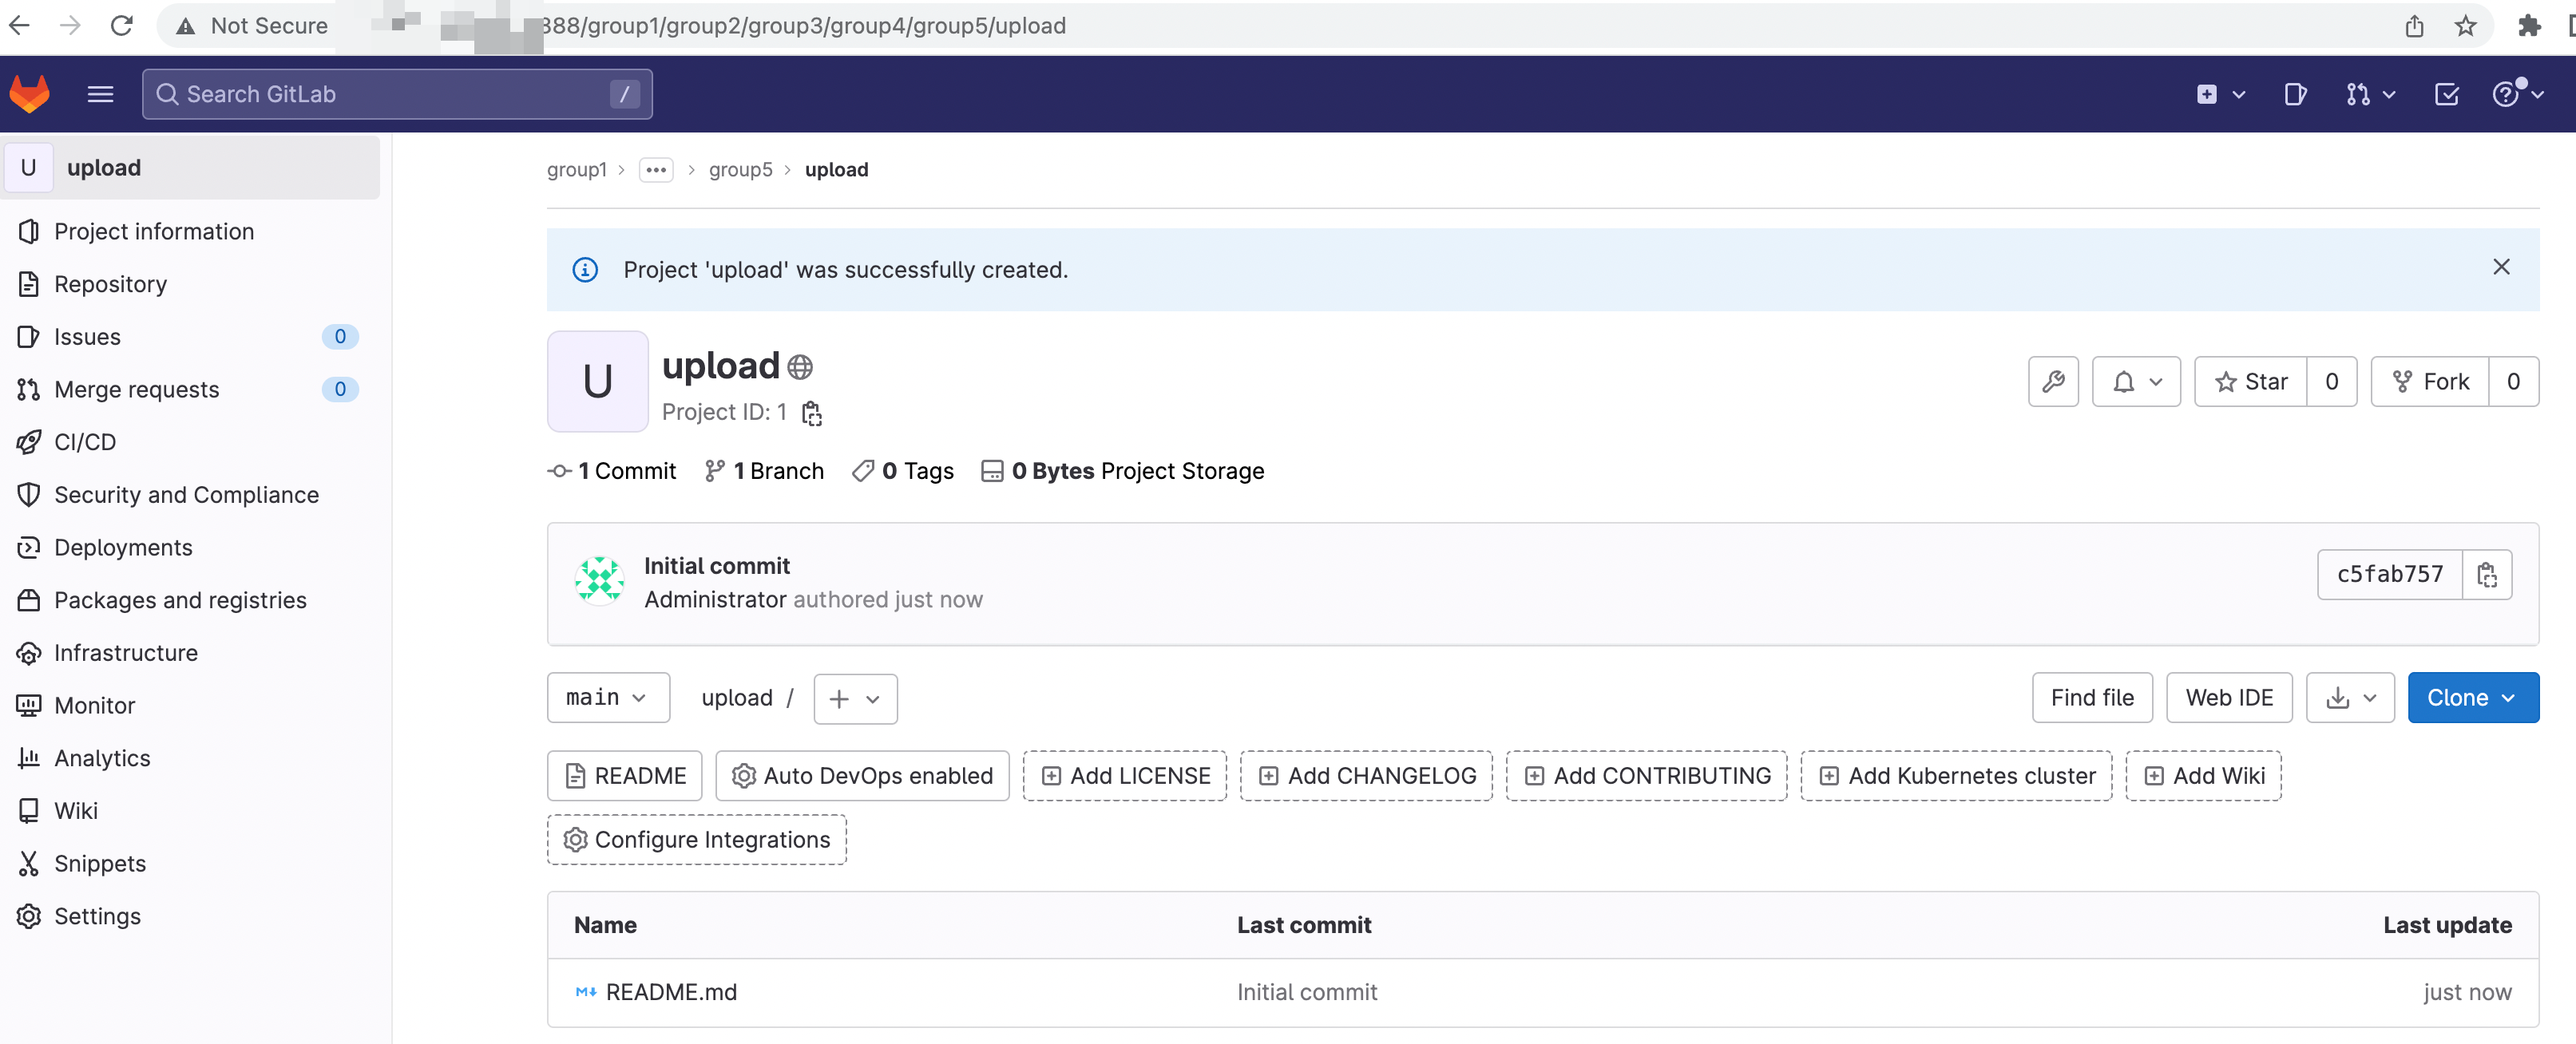 Not Secure 888/group1/group2/group3/group4/group5/upload
Search GitLab /
U upload
Project information
Repository
Issues 0
Merge requests 0
CI/CD
Security and Compliance
Deployments
Packages and registries
Infrastructure
Monitor
Analytics
Wiki
Snippets
Settings
group1 > ••• > group5 > upload
Project 'upload' was successfully created.
U
upload
Project ID: 1
Star 0 Fork 0
1 Commit 1 Branch 0 Tags 0 Bytes Project Storage
Initial commit
Administrator authored just now
c5fab757
main upload / +
Find file Web IDE Clone
README Auto DevOps enabled Add LICENSE Add CHANGELOG Add CONTRIBUTING Add Kubernetes cluster Add Wiki
Configure Integrations
Name Last commit Last update
README.md Initial commit just now